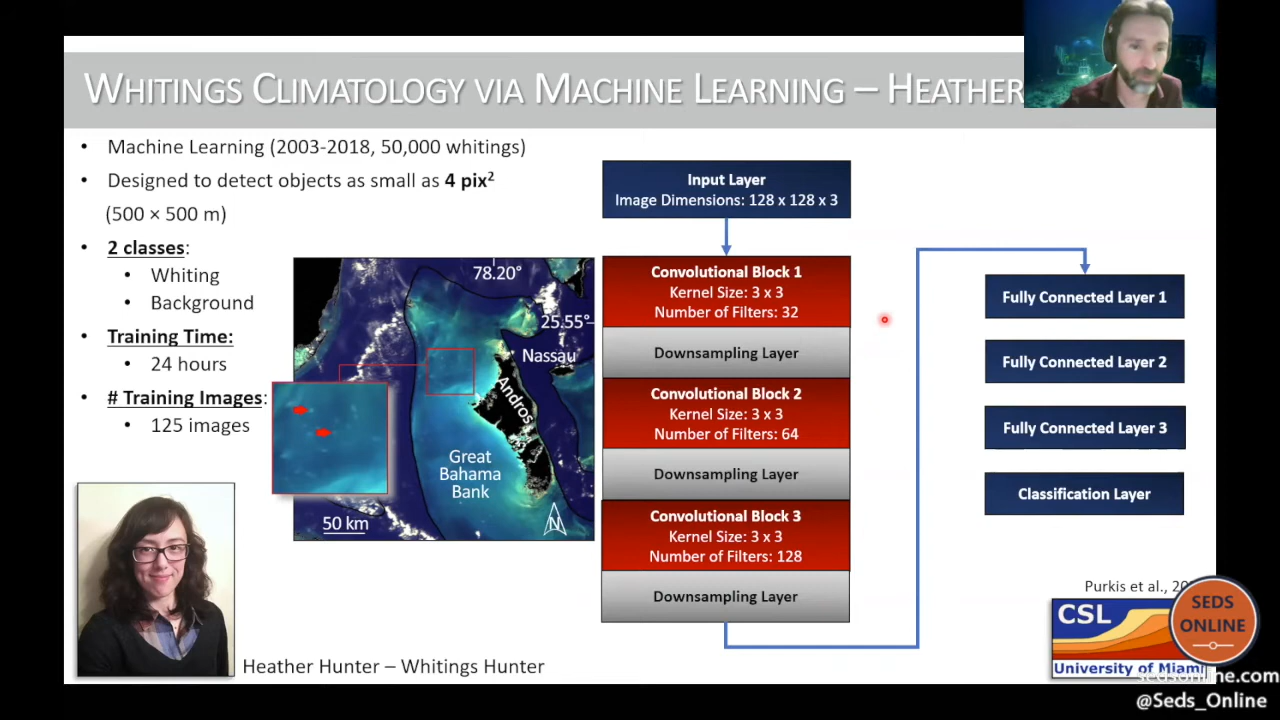 WHITINGS CLIMATOLOGY VIA MACHINE LEARNING – HEATHER
• Machine Learning (2003-2018, 50,000 whitings)
• Designed to detect objects as small as 4 pix²
(500 × 500 m)
• 2 classes:
• Whiting
• Background
• Training Time:
• 24 hours
• # Training Images:
• 125 images
78.20°
25.55°
Nassau
Andros
Great
Bahama
Bank
50 km
N
Heather Hunter – Whitings Hunter
Input Layer
Image Dimensions: 128 x 128 x 3
Convolutional Block 1
Kernel Size: 3 x 3
Number of Filters: 32
Downsampling Layer
Convolutional Block 2
Kernel Size: 3 x 3
Number of Filters: 64
Downsampling Layer
Convolutional Block 3
Kernel Size: 3 x 3
Number of Filters: 128
Downsampling Layer
Fully Connected Layer 1
Fully Connected Layer 2
Fully Connected Layer 3
Classification Layer
Purkis et al.,
CSL
University of Miami
SEDS
ONLINE
sedsonline.com
@Seds_Online